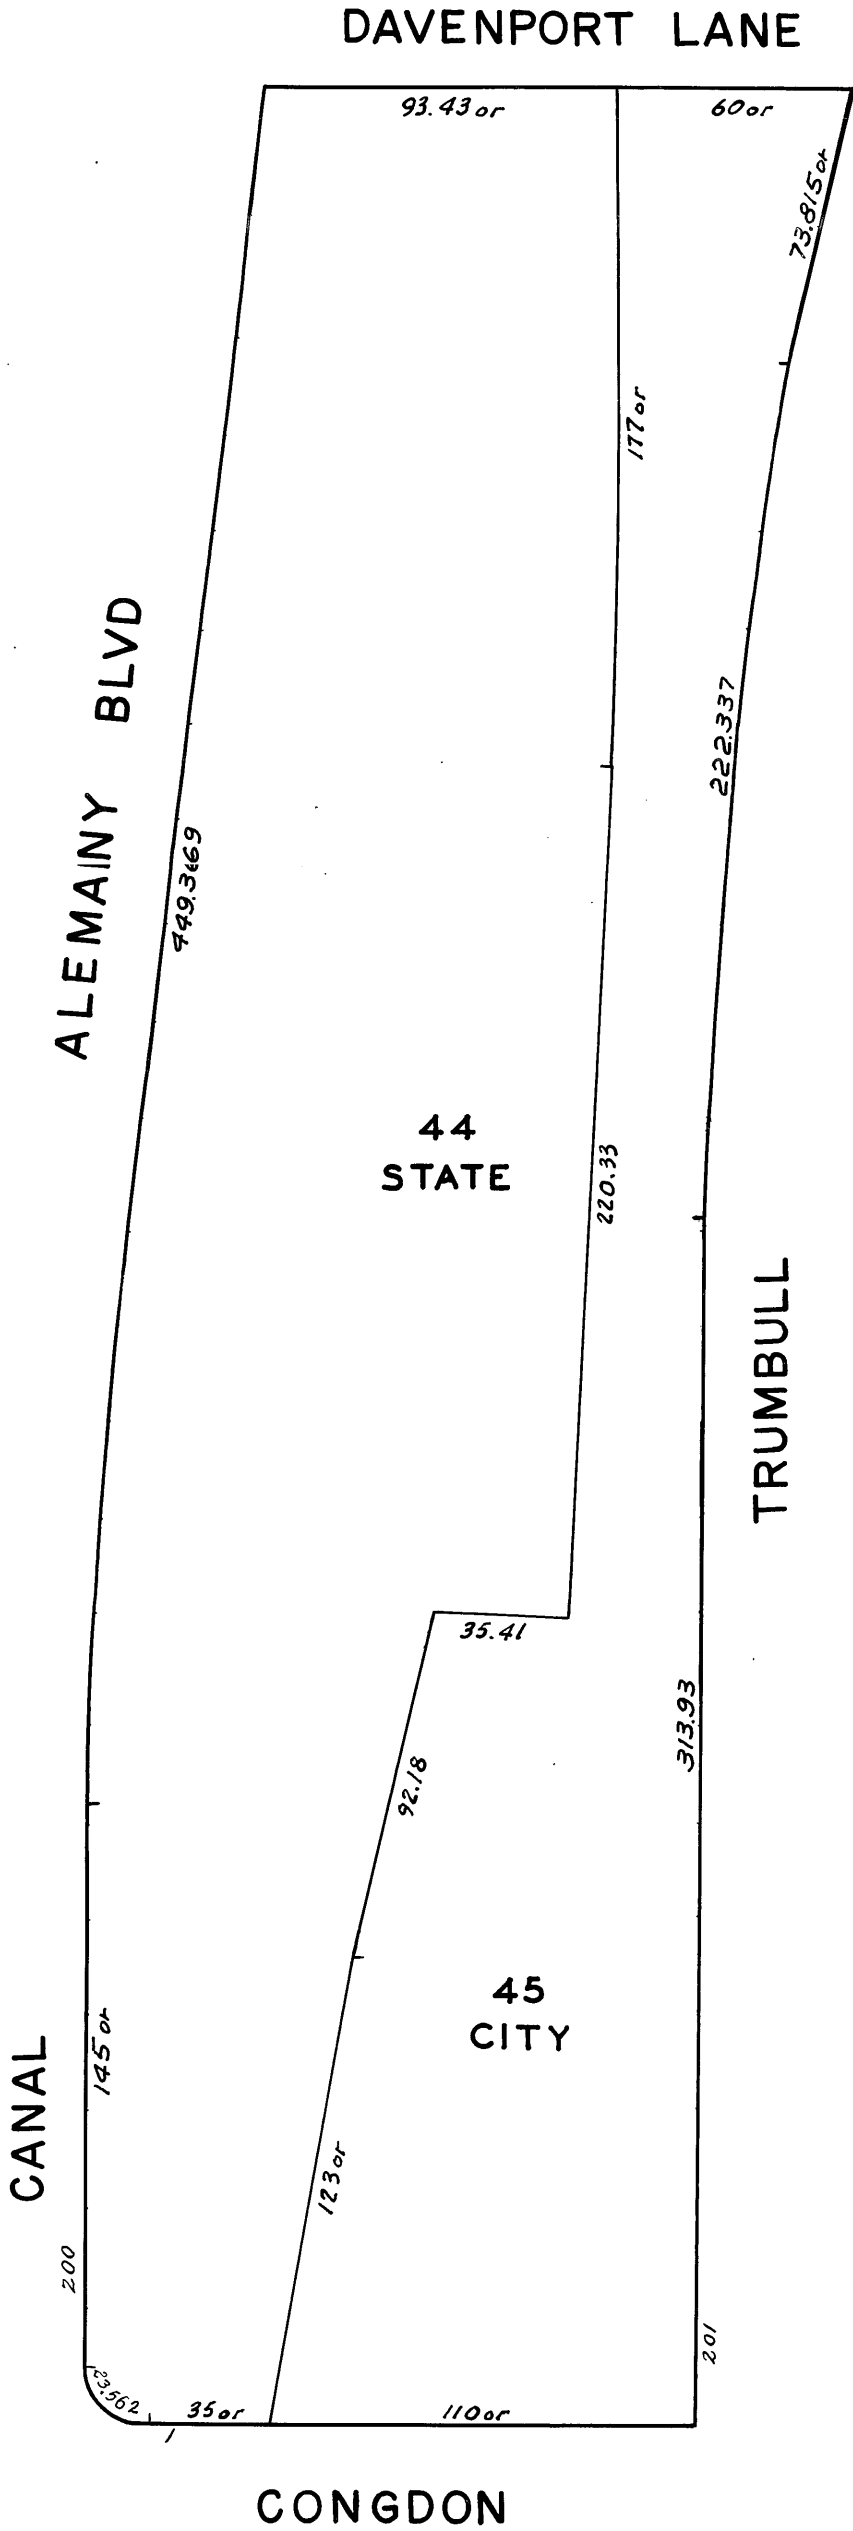 DAVENPORT LANE
93.43 or
60 or
73.815 or
177 or
ALEMAINY BLVD
222.337
449.3669
44
STATE
220.33
TRUMBULL
35.41
313.93
92.18
45
CITY
CANAL
145 or
123 or
200
201
23.562
35 or
110 or
1
CONGDON